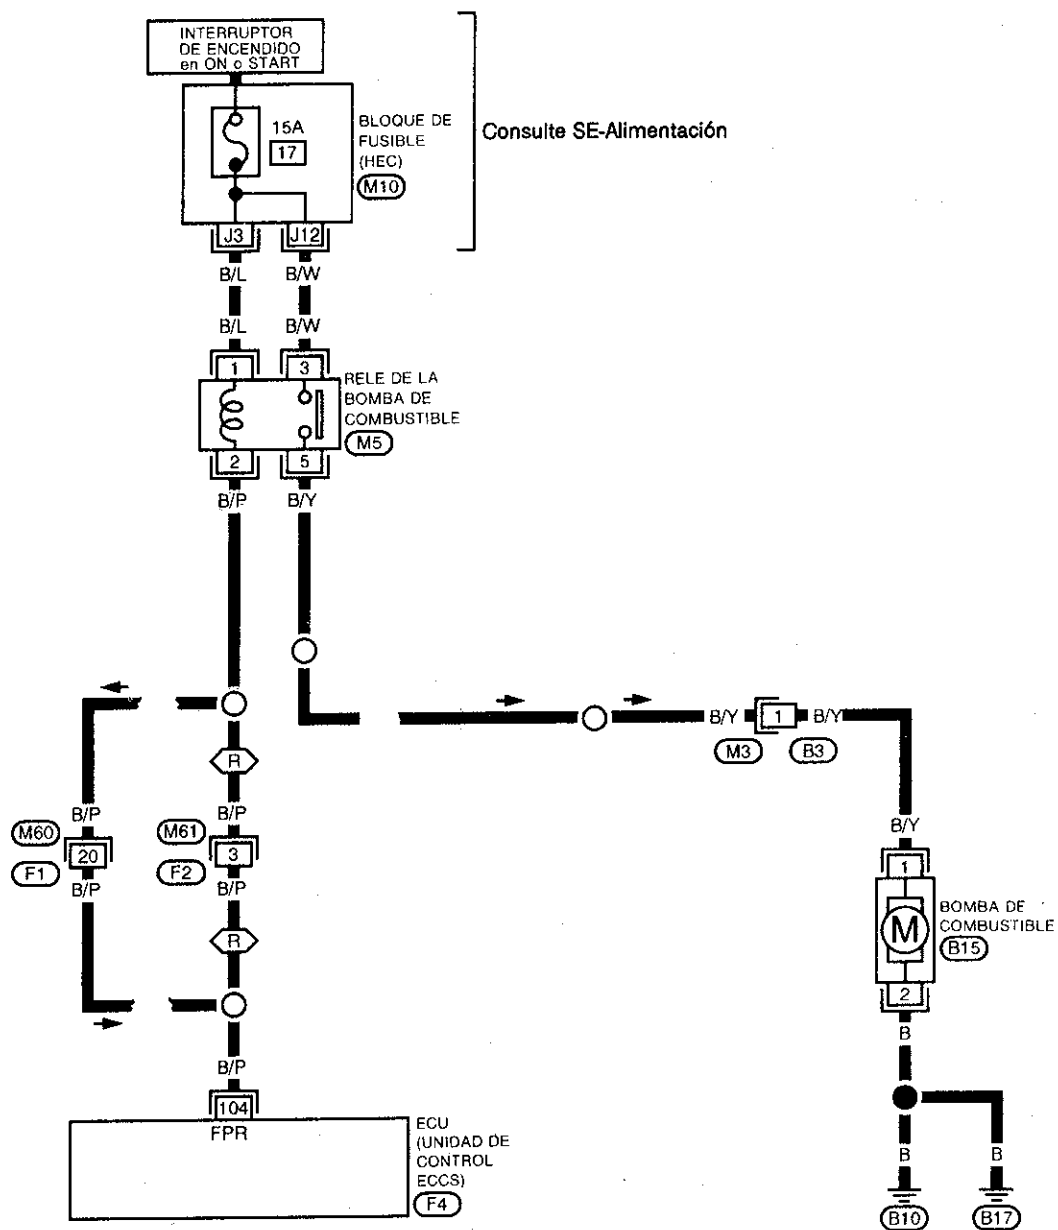 INTERRUPTOR
DE ENCENDIDO
en ON o START
15A
17
BLOQUE DE
FUSIBLE
(HEC)
M10
Consulte SE-Alimentación
J3
J12
B/L
B/W
B/L
B/W
1
3
RELE DE LA
BOMBA DE
COMBUSTIBLE
M5
2
5
B/P
B/Y
R
B/Y
1
B/Y
M3
B3
B/P
B/P
M60
20
F1
M61
3
F2
B/P
B/P
B/Y
1
M
BOMBA DE
COMBUSTIBLE
B15
2
R
B
B/P
104
FPR
ECU
(UNIDAD DE
CONTROL
ECCS)
F4
B
B
B10
B17